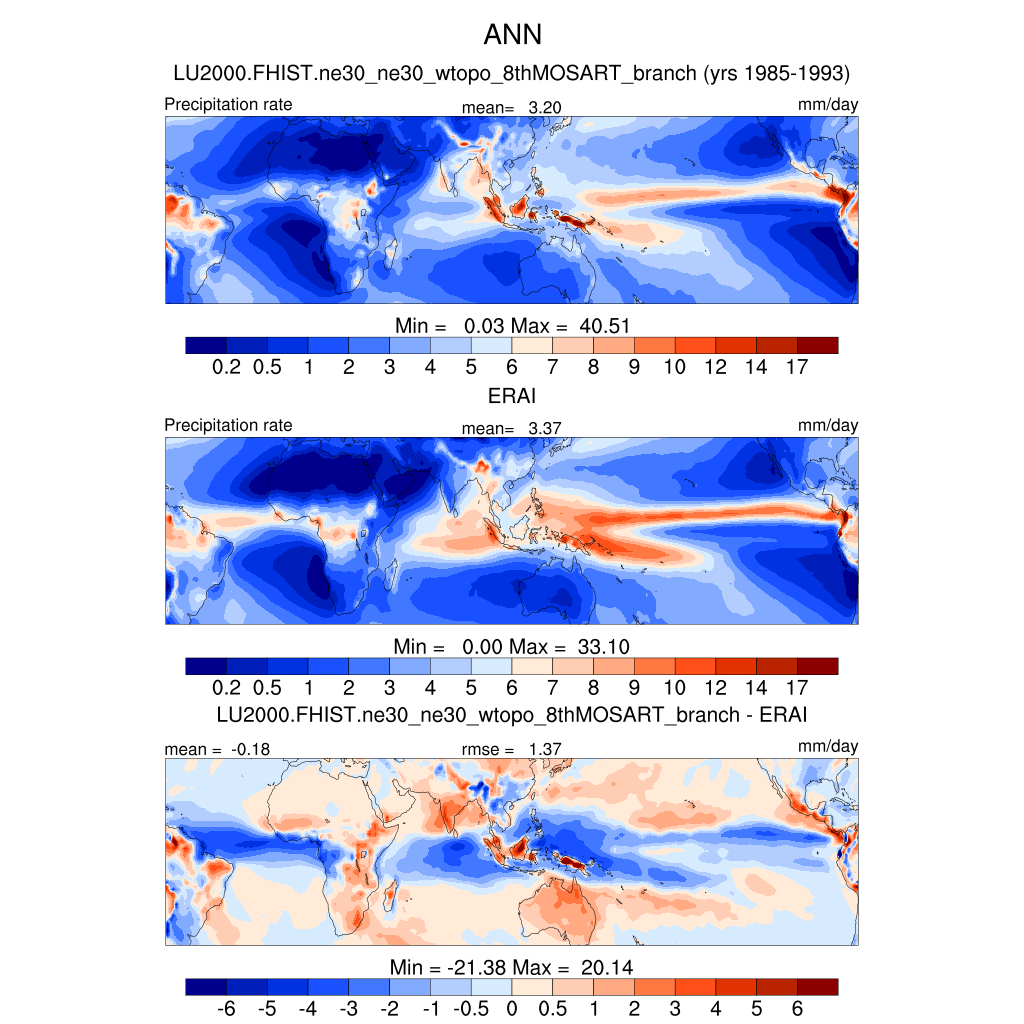 ANN
LU2000.FHIST.ne30_ne30_wtopo_8thMOSART_branch (yrs 1985-1993)
Precipitation rate mean= 3.20 mm/day
Min = 0.03 Max = 40.51
0.2 0.5 1 2 3 4 5 6 7 8 9 10 12 14 17
ERAI
Precipitation rate mean= 3.37 mm/day
Min = 0.00 Max = 33.10
0.2 0.5 1 2 3 4 5 6 7 8 9 10 12 14 17
LU2000.FHIST.ne30_ne30_wtopo_8thMOSART_branch - ERAI
mean = -0.18 rmse = 1.37 mm/day
Min = -21.38 Max = 20.14
-6 -5 -4 -3 -2 -1 -0.5 0 0.5 1 2 3 4 5 6